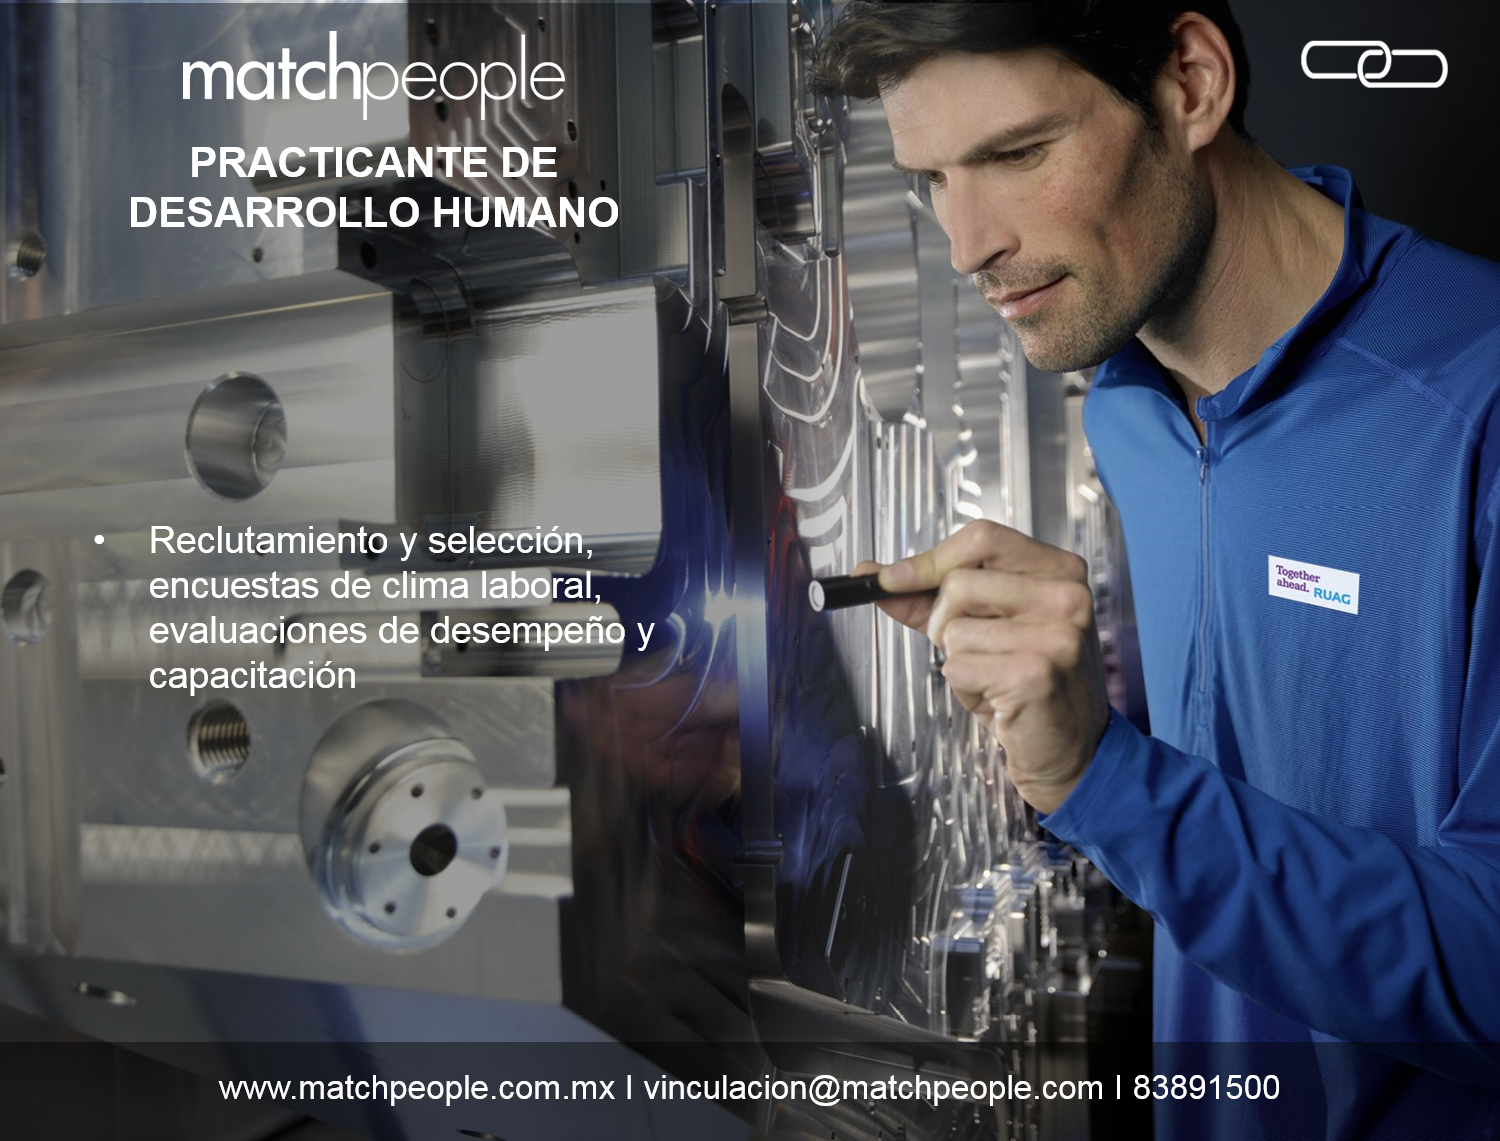 matchpeople
PRACTICANTE DE
DESARROLLO HUMANO
• Reclutamiento y selección,
encuestas de clima laboral,
evaluaciones de desempeño y
capacitación
Together
ahead. RUAG
www.matchpeople.com.mx I vinculacion@matchpeople.com I 83891500